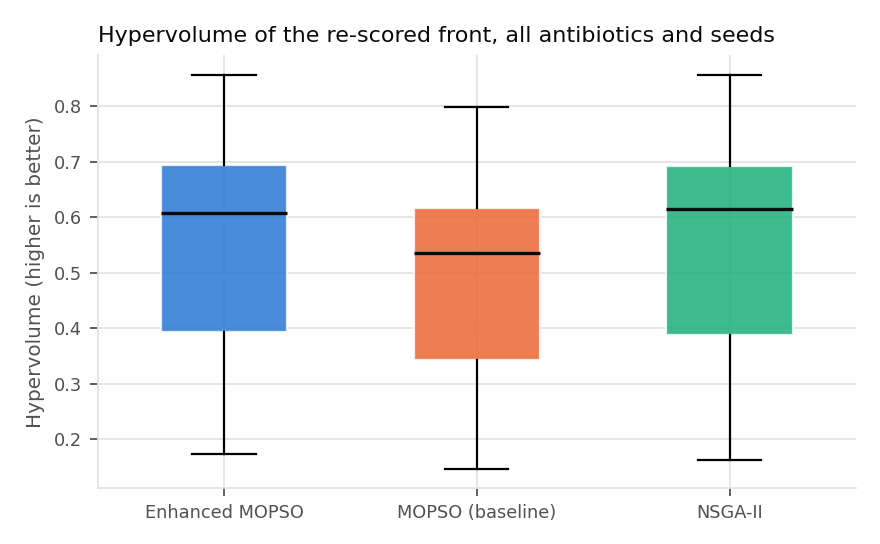 Hypervolume of the re-scored front, all antibiotics and seeds
Hypervolume (higher is better)
0.8
0.7
0.6
0.5
0.4
0.3
0.2
Enhanced MOPSO
MOPSO (baseline)
NSGA-II